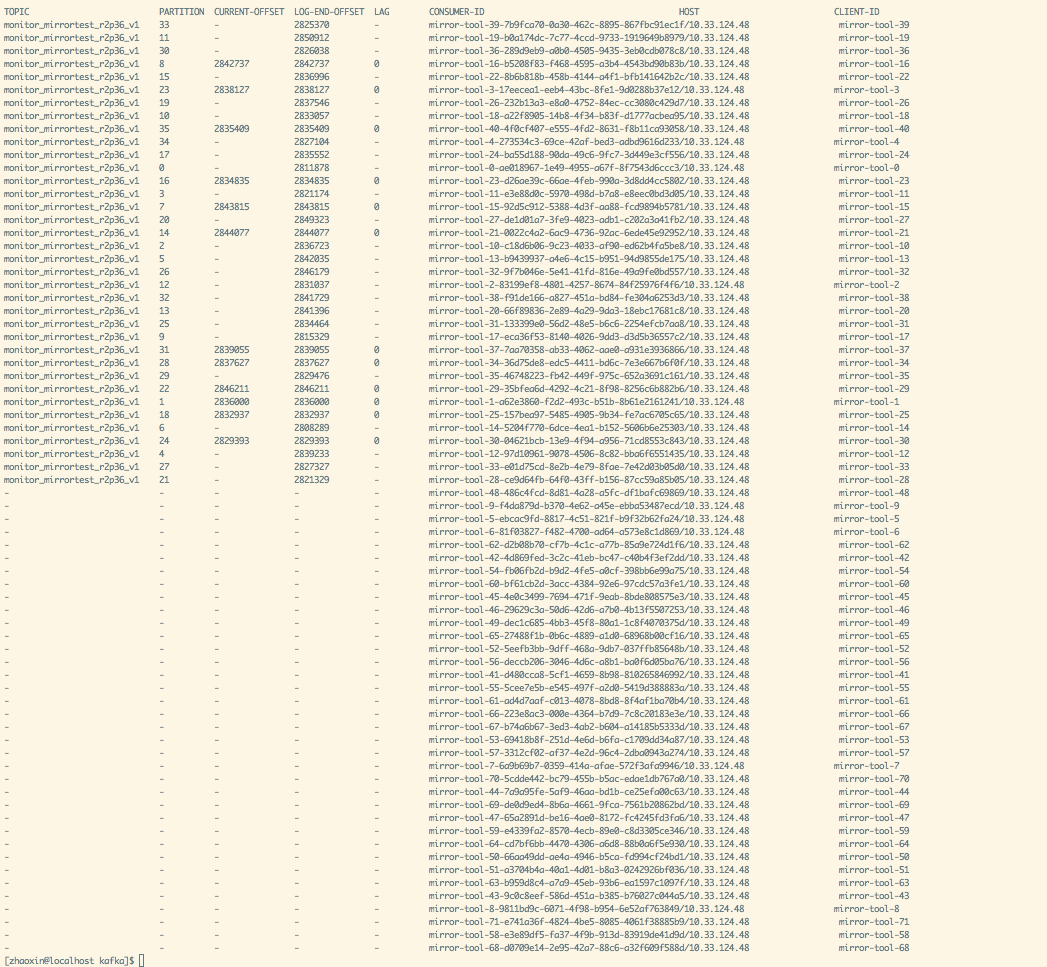 TOPIC PARTITION CURRENT-OFFSET LOG-END-OFFSET LAG CONSUMER-ID HOST CLIENT-ID
monitor_mirrortest_r2p36_v1 33 - 2825370 - mirror-tool-39-7b9fca70-0a30-462c-8895-867fbc91ec1f/10.33.124.48 mirror-tool-39
monitor_mirrortest_r2p36_v1 11 - 2850912 - mirror-tool-19-b0a174dc-7c77-4ccd-9733-1919649b8979/10.33.124.48 mirror-tool-19
monitor_mirrortest_r2p36_v1 30 - 2826038 - mirror-tool-36-289d9eb9-a0b0-4505-9435-3eb0cdb078c8/10.33.124.48 mirror-tool-36
monitor_mirrortest_r2p36_v1 8 2842737 2842737 0 mirror-tool-16-b5208f83-f468-4595-a3b4-4543bd90b83b/10.33.124.48 mirror-tool-16
monitor_mirrortest_r2p36_v1 15 - 2836996 - mirror-tool-22-8b6b818b-458b-4144-a4f1-bfb141642b2c/10.33.124.48 mirror-tool-22
monitor_mirrortest_r2p36_v1 23 2838127 2838127 0 mirror-tool-3-17eecea1-eeb4-43bc-8fe1-9d0288b37e12/10.33.124.48 mirror-tool-3
monitor_mirrortest_r2p36_v1 19 - 2837546 - mirror-tool-26-232b13a3-e8a0-4752-84ec-cc3080c429d7/10.33.124.48 mirror-tool-26
monitor_mirrortest_r2p36_v1 10 - 2833057 - mirror-tool-18-a22f8905-14b8-4f34-b83f-d1777acbea95/10.33.124.48 mirror-tool-18
monitor_mirrortest_r2p36_v1 35 2835409 2835409 0 mirror-tool-40-4f0cf407-e555-4fd2-8631-f8b11ca93058/10.33.124.48 mirror-tool-40
monitor_mirrortest_r2p36_v1 34 - 2827104 - mirror-tool-4-273534c3-69ce-42af-bed3-adbd9616d233/10.33.124.48 mirror-tool-4
monitor_mirrortest_r2p36_v1 17 - 2835552 - mirror-tool-24-ba55d188-90da-49c6-9fc7-3d449e3cf556/10.33.124.48 mirror-tool-24
monitor_mirrortest_r2p36_v1 0 - 2811878 - mirror-tool-0-ae018967-1e49-4955-a67f-8f7543d6ccc3/10.33.124.48 mirror-tool-0
monitor_mirrortest_r2p36_v1 16 2834835 2834835 0 mirror-tool-23-d26ae39c-66ae-4feb-990a-3d8dd4cc5802/10.33.124.48 mirror-tool-23
monitor_mirrortest_r2p36_v1 3 - 2821174 - mirror-tool-11-e3e88d0c-5970-498d-b7a8-e8eec0bd3d05/10.33.124.48 mirror-tool-11
monitor_mirrortest_r2p36_v1 7 2843815 2843815 0 mirror-tool-15-92d5c912-5388-4d3f-aa88-fcd9894b5781/10.33.124.48 mirror-tool-15
monitor_mirrortest_r2p36_v1 20 - 2849323 - mirror-tool-27-de1d01a7-3fe9-4023-adb1-c202a3a41fb2/10.33.124.48 mirror-tool-27
monitor_mirrortest_r2p36_v1 14 2844077 2844077 0 mirror-tool-21-0022c4a2-6ac9-4736-92ac-6ede45e92952/10.33.124.48 mirror-tool-21
monitor_mirrortest_r2p36_v1 2 - 2836723 - mirror-tool-10-c18d6b06-9c23-4033-af90-ed62b4fa5be8/10.33.124.48 mirror-tool-10
monitor_mirrortest_r2p36_v1 5 - 2842035 - mirror-tool-13-b9439937-a4e6-4c15-b951-94d9855de175/10.33.124.48 mirror-tool-13
monitor_mirrortest_r2p36_v1 26 - 2846179 - mirror-tool-32-9f7b046e-5e41-41fd-816e-49a9fe0bd557/10.33.124.48 mirror-tool-32
monitor_mirrortest_r2p36_v1 12 - 2831037 - mirror-tool-2-83199ef8-4801-4257-8674-84f25976f4f6/10.33.124.48 mirror-tool-2
monitor_mirrortest_r2p36_v1 32 - 2841729 - mirror-tool-38-f91de166-a827-451a-bd84-fe304a6253d3/10.33.124.48 mirror-tool-38
monitor_mirrortest_r2p36_v1 13 - 2841396 - mirror-tool-20-66f89836-2e89-4a29-9da3-18ebc17681c8/10.33.124.48 mirror-tool-20
monitor_mirrortest_r2p36_v1 25 - 2834464 - mirror-tool-31-133399e0-56d2-48e5-b6c6-2254efcb7aa8/10.33.124.48 mirror-tool-31
monitor_mirrortest_r2p36_v1 9 - 2815329 - mirror-tool-17-eca36f53-8140-4026-9dd3-d3d5b36557c2/10.33.124.48 mirror-tool-17
monitor_mirrortest_r2p36_v1 31 2839055 2839055 0 mirror-tool-37-7aa70358-ab33-4062-aae0-a931e3936866/10.33.124.48 mirror-tool-37
monitor_mirrortest_r2p36_v1 28 2837627 2837627 0 mirror-tool-34-36d75de8-edc5-4411-bd6c-7e3e667b6f0f/10.33.124.48 mirror-tool-34
monitor_mirrortest_r2p36_v1 29 - 2829476 - mirror-tool-35-46748223-fb42-449f-975c-652a3691c161/10.33.124.48 mirror-tool-35
monitor_mirrortest_r2p36_v1 22 2846211 2846211 0 mirror-tool-29-35bfea6d-4292-4c21-8f98-8256c6b882b6/10.33.124.48 mirror-tool-29
monitor_mirrortest_r2p36_v1 1 2836000 2836000 0 mirror-tool-1-a62e3860-f2d2-493c-b51b-8b61e2161241/10.33.124.48 mirror-tool-1
monitor_mirrortest_r2p36_v1 18 2832937 2832937 0 mirror-tool-25-157bea97-5485-4905-9b34-fe7ac6705c65/10.33.124.48 mirror-tool-25
monitor_mirrortest_r2p36_v1 6 - 2808289 - mirror-tool-14-5204f770-6dce-4ea1-b152-5606b6e25303/10.33.124.48 mirror-tool-14
monitor_mirrortest_r2p36_v1 24 2829393 2829393 0 mirror-tool-30-04621bcb-13e9-4f94-a956-71cd8553c843/10.33.124.48 mirror-tool-30
monitor_mirrortest_r2p36_v1 4 - 2839233 - mirror-tool-12-97d10961-9078-4506-8c82-bba6f6551435/10.33.124.48 mirror-tool-12
monitor_mirrortest_r2p36_v1 27 - 2827327 - mirror-tool-33-e01d75cd-8e2b-4e79-8fae-7e42d03b05d0/10.33.124.48 mirror-tool-33
monitor_mirrortest_r2p36_v1 21 - 2821329 - mirror-tool-28-ce9d64fb-64f0-43ff-b156-87cc59a85b05/10.33.124.48 mirror-tool-28
- - - - - mirror-tool-48-486c4fcd-8d81-4a28-a5fc-df1bafc69869/10.33.124.48 mirror-tool-48
- - - - - mirror-tool-9-f4da879d-b370-4e62-a45e-ebba53487ecd/10.33.124.48 mirror-tool-9
- - - - - mirror-tool-5-ebcac9fd-8817-4c51-821f-b9f32b62fa24/10.33.124.48 mirror-tool-5
- - - - - mirror-tool-6-81f03827-f482-4700-ad64-a573e8c1d869/10.33.124.48 mirror-tool-6
- - - - - mirror-tool-62-d2b08b70-cf7b-4c1c-a77b-85a9e724d1f6/10.33.124.48 mirror-tool-62
- - - - - mirror-tool-42-4d869fed-3c2c-41eb-bc47-c40b4f3ef2dd/10.33.124.48 mirror-tool-42
- - - - - mirror-tool-54-fb06fb2d-b9d2-4fe5-a0cf-398bb6e99a75/10.33.124.48 mirror-tool-54
- - - - - mirror-tool-60-bf61cb2d-3acc-4384-92e6-97cdc57a3fe1/10.33.124.48 mirror-tool-60
- - - - - mirror-tool-45-4e0c3499-7694-471f-9eab-8bde808575e3/10.33.124.48 mirror-tool-45
- - - - - mirror-tool-46-29629c3a-50d6-42d6-a7b0-4b13f5507253/10.33.124.48 mirror-tool-46
- - - - - mirror-tool-49-dec1c685-4bb3-45f8-80a1-1c8f4070375d/10.33.124.48 mirror-tool-49
- - - - - mirror-tool-65-27488f1b-0b6c-4889-a1d0-68968b00cf16/10.33.124.48 mirror-tool-65
- - - - - mirror-tool-52-5eefb3bb-9dff-468a-9db7-037ffb85648b/10.33.124.48 mirror-tool-52
- - - - - mirror-tool-56-deccb206-3046-4d6c-a8b1-ba0f6d05ba76/10.33.124.48 mirror-tool-56
- - - - - mirror-tool-41-d480cca8-5cf1-4659-8b98-810265846992/10.33.124.48 mirror-tool-41
- - - - - mirror-tool-55-5cee7e5b-e545-497f-a2d0-5419d388883a/10.33.124.48 mirror-tool-55
- - - - - mirror-tool-61-ad4d7aaf-c013-4078-8bd8-8f4af1ba70b4/10.33.124.48 mirror-tool-61
- - - - - mirror-tool-66-223e8ac3-000e-4364-b7d9-7c8c20183e3e/10.33.124.48 mirror-tool-66
- - - - - mirror-tool-67-b74a6b67-3ed3-4ab2-b604-a14185b5333d/10.33.124.48 mirror-tool-67
- - - - - mirror-tool-53-69418b8f-251d-4e6d-b6fa-c1709dd34a87/10.33.124.48 mirror-tool-53
- - - - - mirror-tool-57-3312cf02-af37-4e2d-96c4-2dba0943a274/10.33.124.48 mirror-tool-57
- - - - - mirror-tool-7-6a9b69b7-0359-414a-afae-572f3afa9946/10.33.124.48 mirror-tool-7
- - - - - mirror-tool-70-5cdde442-bc79-455b-b5ac-edae1db767a0/10.33.124.48 mirror-tool-70
- - - - - mirror-tool-44-7a9a95fe-5af9-46aa-bd1b-ce25efa00c63/10.33.124.48 mirror-tool-44
- - - - - mirror-tool-69-de0d9ed4-8b6a-4661-9fca-7561b20862bd/10.33.124.48 mirror-tool-69
- - - - - mirror-tool-47-65a2891d-be16-4ae0-8172-fc4245fd3fa6/10.33.124.48 mirror-tool-47
- - - - - mirror-tool-59-e4339fa2-8570-4ecb-89e0-c8d3305ce346/10.33.124.48 mirror-tool-59
- - - - - mirror-tool-64-cd7bf6bb-4470-4306-a6d8-88b0a6f5e930/10.33.124.48 mirror-tool-64
- - - - - mirror-tool-50-66aa49dd-ae4a-4946-b5ca-fd994cf24bd1/10.33.124.48 mirror-tool-50
- - - - - mirror-tool-51-a3704b4a-40a1-4d01-b8a3-0242926bf036/10.33.124.48 mirror-tool-51
- - - - - mirror-tool-63-b959d8c4-a7a9-45eb-93b6-ea1597c1097f/10.33.124.48 mirror-tool-63
- - - - - mirror-tool-43-9c0c8eef-586d-451a-b385-b76027c044a5/10.33.124.48 mirror-tool-43
- - - - - mirror-tool-8-9811bd9c-6071-4f98-b954-6e52af763849/10.33.124.48 mirror-tool-8
- - - - - mirror-tool-71-e741a36f-4824-4be5-8085-4061f38885b9/10.33.124.48 mirror-tool-71
- - - - - mirror-tool-58-e3e89df5-fa37-4f9b-913d-83919de41d9d/10.33.124.48 mirror-tool-58
- - - - - mirror-tool-68-d0709e14-2e95-42a7-88c6-a32f609f588d/10.33.124.48 mirror-tool-68
[zhaoxin@localhost kafka]$